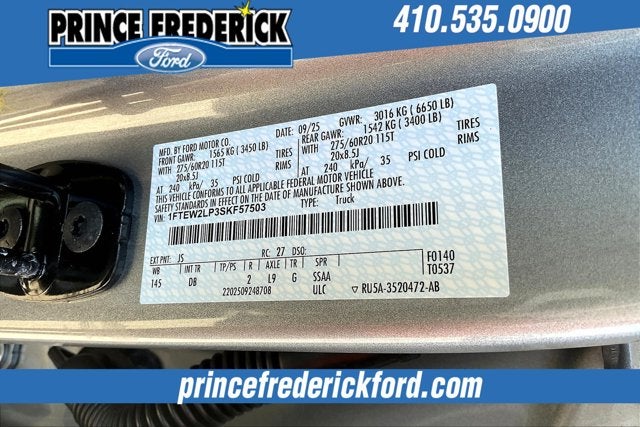 PRINCE FREDERICK
Ford
410.535.0900
MFD. BY FORD MOTOR CO.
DATE: 09/25 GVWR: 3016 KG ( 6650 LB)
FRONT GAWR: 1565 KG ( 3450 LB) REAR GAWR: 1542 KG ( 3400 LB)
WITH 275/60R20 115T TIRES WITH 275/60R20 115T TIRES
20x8.5J RIMS 20x8.5J RIMS
AT 240 kPa/ 35 PSI COLD AT 240 kPa/ 35 PSI COLD
THIS VEHICLE CONFORMS TO ALL APPLICABLE FEDERAL MOTOR VEHICLE
SAFETY STANDARDS IN EFFECT ON THE DATE OF MANUFACTURE SHOWN ABOVE.
VIN: 1FTEW2LP3SKF57503 TYPE: Truck
EXT PNT: JS RC: 27 DSO: F0140
WB INT TR TP/PS R AXLE TR SPR T0537
145 DB 2 L9 G SSAA
2202509248708 ULC ▽ RU5A-3520472-AB
princefrederickford.com